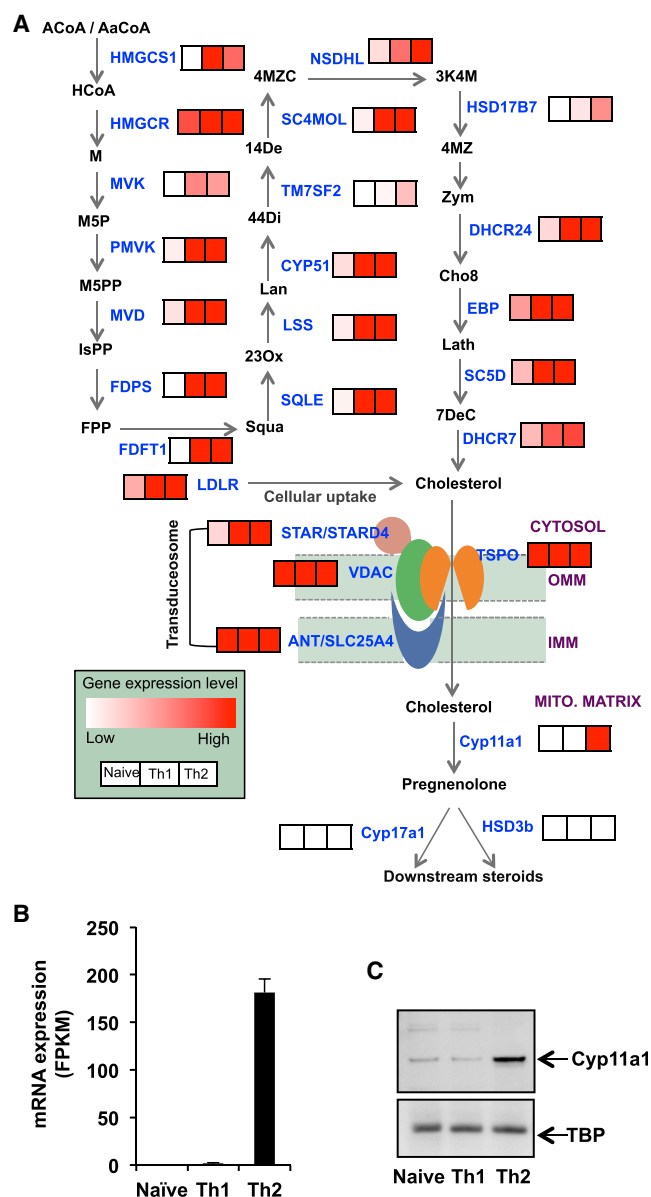 A
ACoA / AaCoA
HMGCS1
HCoA
HMGCR
M
MVK
M5P
PMVK
M5PP
MVD
IsPP
FDPS
FPP
FDFT1
Squa
SQLE
23Ox
LSS
Lan
CYP51
44Di
TM7SF2
14De
SC4MOL
4MZC
NSDHL
3K4M
HSD17B7
4MZ
Zym
DHCR24
Cho8
EBP
Lath
SC5D
7DeC
DHCR7
LDLR
Cellular uptake
Cholesterol
Transduceosome
STAR/STARD4
VDAC
ANT/SLC25A4
TSPO
CYTOSOL
OMM
IMM
MITO. MATRIX
Cholesterol
Cyp11a1
Pregnenolone
Cyp17a1
HSD3b
Downstream steroids
Gene expression level
Low High
Naive Th1 Th2
B
mRNA expression
(FPKM)
250
200
150
100
50
0
Naïve Th1 Th2
C
Cyp11a1
TBP
Naive Th1 Th2